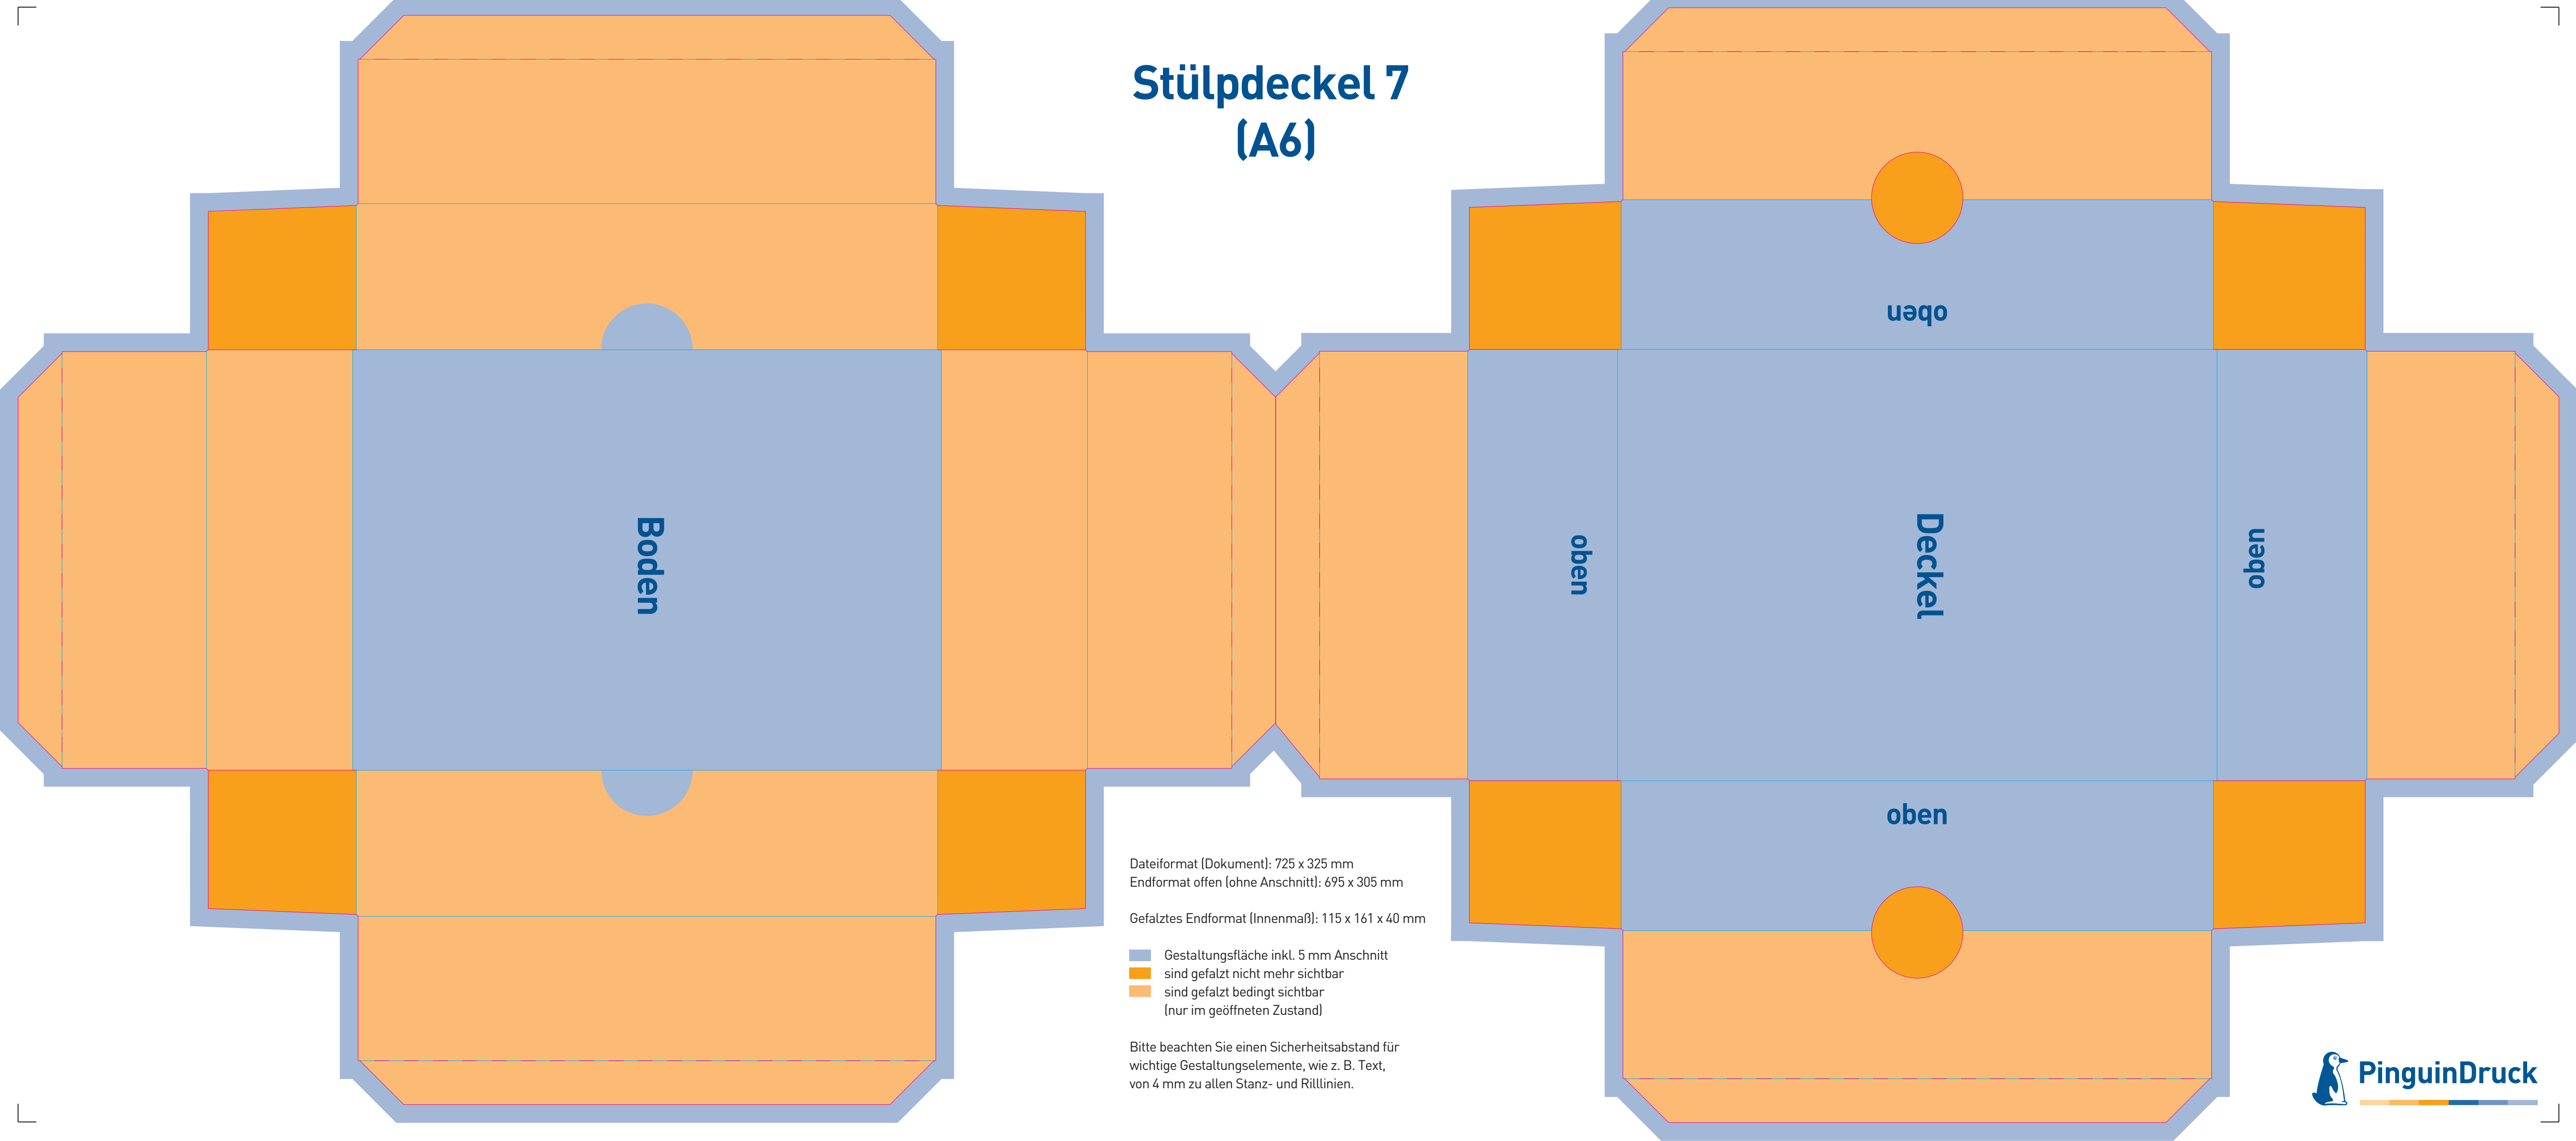 Stülpdeckel 7
(A6)
oben
Boden
oben
Deckel
oben
oben
Dateiformat (Dokument): 725 x 325 mm
Endformat offen (ohne Anschnitt): 695 x 305 mm
Gefalztes Endformat (Innenmaß): 115 x 161 x 40 mm
Gestaltungsfläche inkl. 5 mm Anschnitt
sind gefalzt nicht mehr sichtbar
sind gefalzt bedingt sichtbar
(nur im geöffneten Zustand)
Bitte beachten Sie einen Sicherheitsabstand für
wichtige Gestaltungselemente, wie z. B. Text,
von 4 mm zu allen Stanz- und Rilllinien.
PinguinDruck